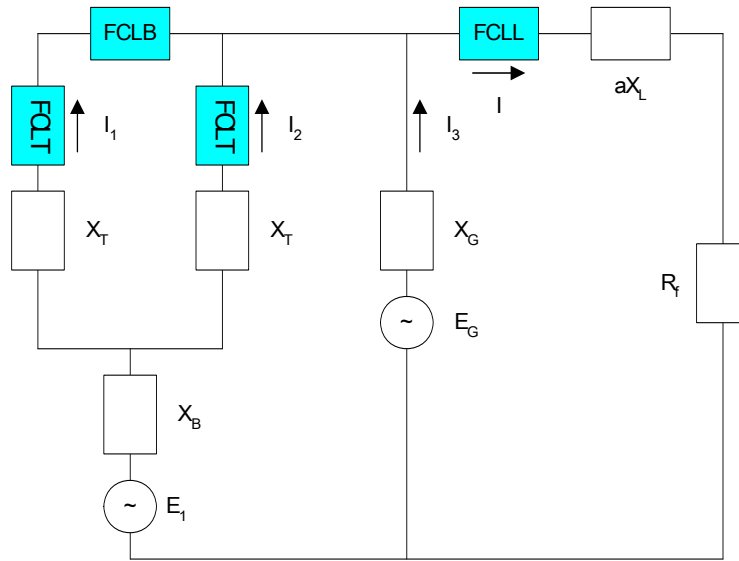 FCLB
FCLL
aX_L
I
FCLT
I_1
FCLT
I_2
I_3
X_T
X_T
X_G
R_f
~
E_G
X_B
~
E_1